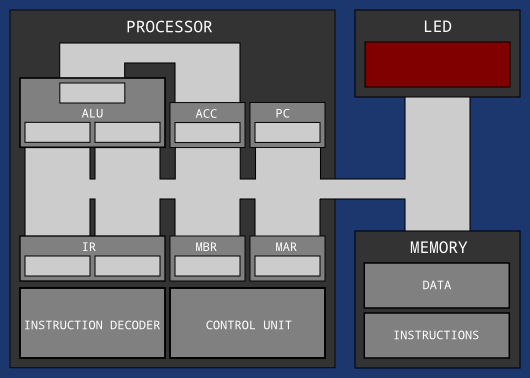 PROCESSOR
LED
ALU
ACC
PC
IR
MBR
MAR
MEMORY
DATA
INSTRUCTION DECODER
CONTROL UNIT
INSTRUCTIONS